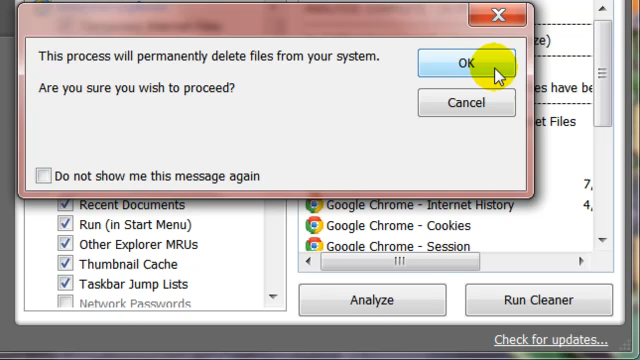 This process will permanently delete files from your system.
OK
Are you sure you wish to proceed?
Cancel
Do not show me this message again
ze)
es have be
et Files
7,
Recent Documents
Google Chrome - Internet History
4,
Run (in Start Menu)
Google Chrome - Cookies
Other Explorer MRUs
Google Chrome - Session
Thumbnail Cache
Taskbar Jump Lists
Network Passwords
Analyze
Run Cleaner
Check for updates...